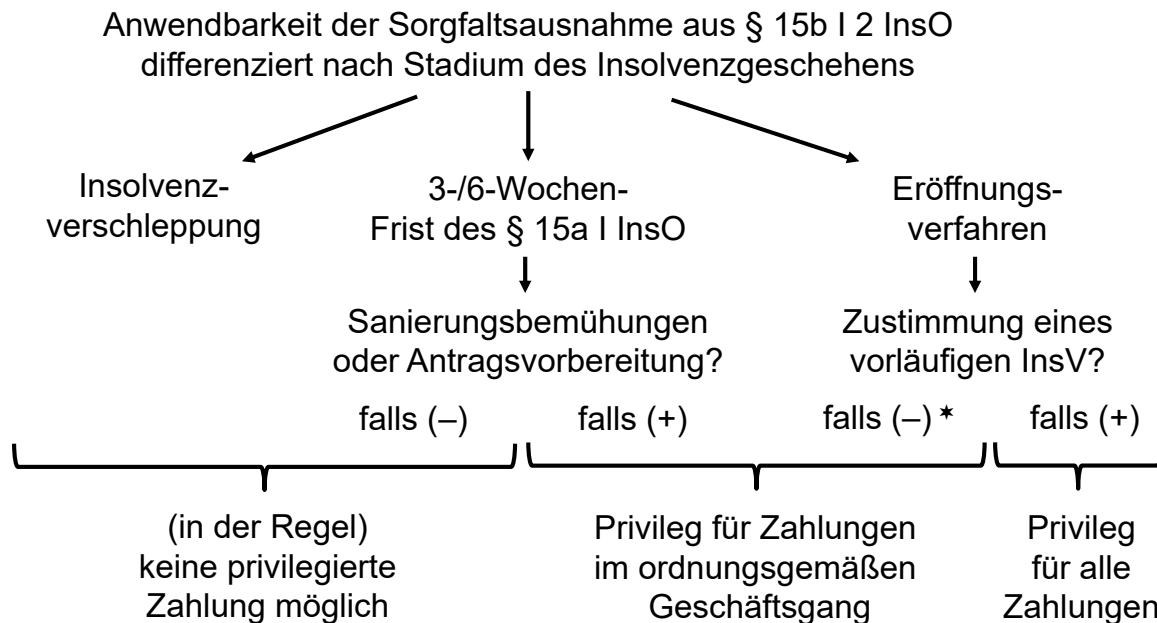 Anwendbarkeit der Sorgfaltsausnahme aus § 15b I 2 InsO
differenziert nach Stadium des Insolvenzgeschehens
Insolvenz-
verschleppung
3-/6-Wochen-
Frist des § 15a I InsO
Eröffnungs-
verfahren
Sanierungsbemühungen
oder Antragsvorbereitung?
Zustimmung eines
vorläufigen InsV?
falls (–)
falls (+)
falls (–) *
falls (+)
(in der Regel)
keine privilegierte
Zahlung möglich
Privileg für Zahlungen
im ordnungsgemäßen
Geschäftsgang
Privileg
für alle
Zahlungen